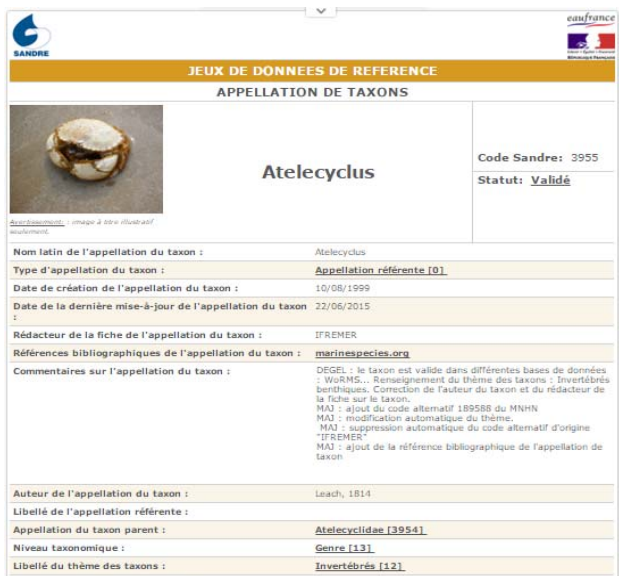 eaufrance
SANDRE
JEUX DE DONNEES DE REFERENCE
APPELLATION DE TAXONS
Atelecyclus
Code Sandre: 3955
Statut: Validé
Avertissement: : image à titre illustratif
seulement.
Nom latin de l'appellation du taxon : Atelecyclus
Type d'appellation du taxon : Appellation référente [0]
Date de création de l'appellation du taxon : 10/08/1999
Date de la dernière mise-à-jour de l'appellation du taxon 22/06/2015
:
Rédacteur de la fiche de l'appellation du taxon : IFREMER
Références bibliographiques de l'appellation du taxon : marinespecies.org
Commentaires sur l'appellation du taxon : DEGEL : le taxon est valide dans différentes bases de données
: WoRMS... Renseignement du thème des taxons : Invertébrés
benthiques. Correction de l'auteur du taxon et du rédacteur de
la fiche sur le taxon.
MAJ : ajout du code alternatif 189588 du MNHN
MAJ : modification automatique du thème.
MAJ : suppression automatique du code alternatif d'origine
"IFREMER"
MAJ : ajout de la référence bibliographique de l'appellation de
taxon
Auteur de l'appellation du taxon : Leach, 1814
Libellé de l'appellation référente :
Appellation du taxon parent : Atelecyclidae [3954]
Niveau taxonomique : Genre [13]
Libellé du thème des taxons : Invertébrés [12]